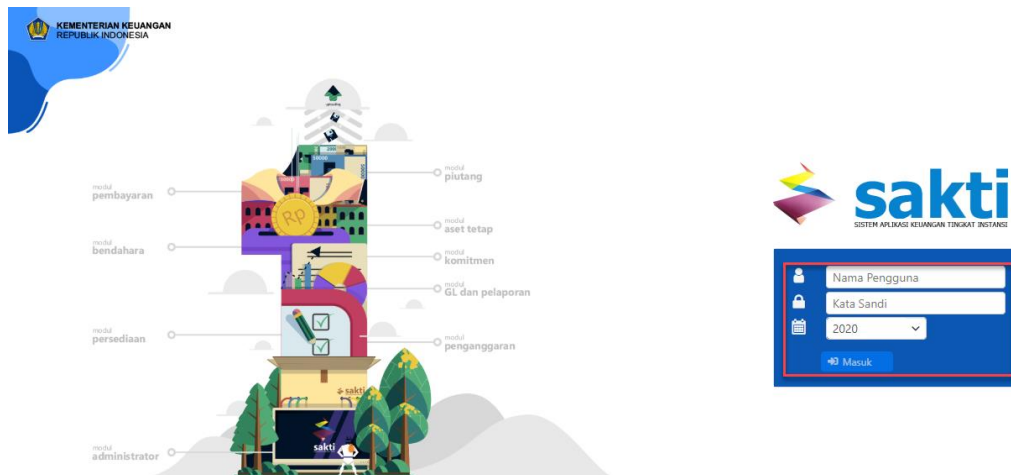 KEMENTERIAN KEUANGAN
REPUBLIK INDONESIA
modul
pembayaran
modul
bendahara
modul
persediaan
modul
administrator
modul
piutang
modul
aset tetap
modul
komitmen
modul
GL dan pelaporan
modul
penganggaran
RP
sakti
sakti
sakti
SISTEM APLIKASI KEUANGAN TINGKAT INSTANSI
Nama Pengguna
Kata Sandi
2020
Masuk